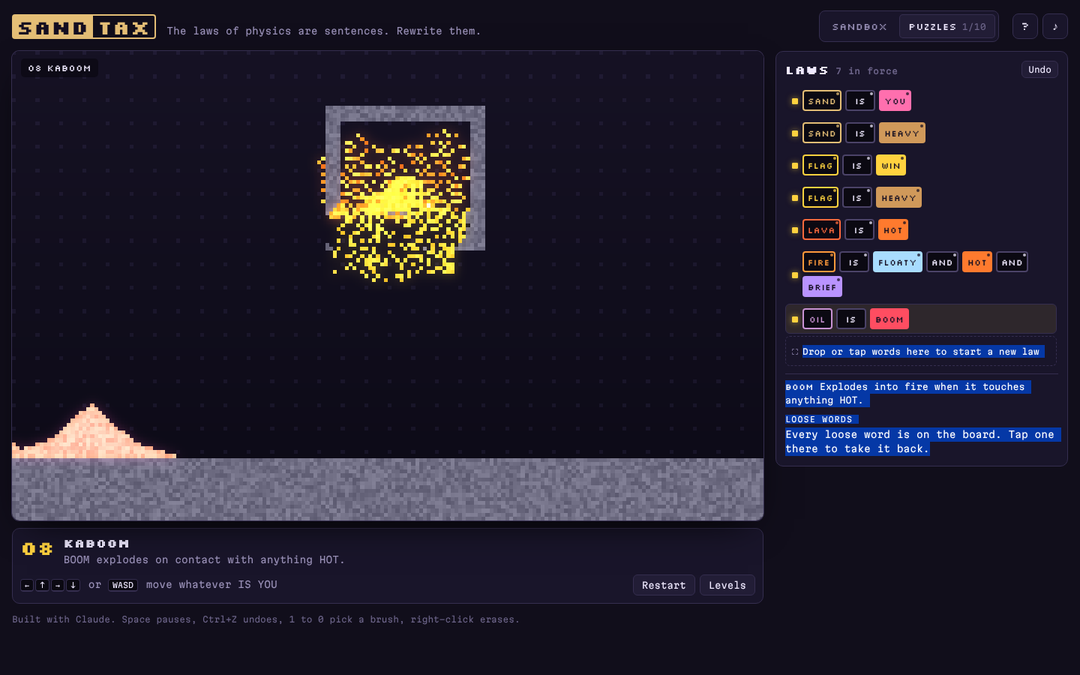 SAND TAX The laws of physics are sentences. Rewrite them.
SANDBOX PUZZLES 1/10 ? ♪
08 KABOOM
LAWS 7 in force Undo
SAND IS YOU
SAND IS HEAVY
FLAG IS WIN
FLAG IS HEAVY
LAVA IS HOT
FIRE IS FLOATY AND HOT AND
BRIEF
OIL IS BOOM
Drop or tap words here to start a new law
BOOM Explodes into fire when it touches
anything HOT.
LOOSE WORDS
Every loose word is on the board. Tap one
there to take it back.
08 KABOOM
BOOM explodes on contact with anything HOT.
← ↑ → ↓ or WASD move whatever IS YOU
Restart Levels
Built with Claude. Space pauses, Ctrl+Z undoes, 1 to 0 pick a brush, right-click erases.